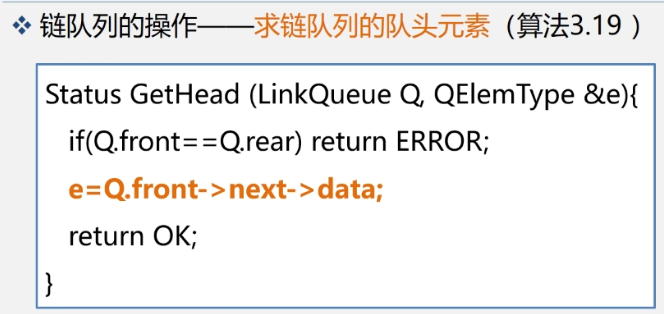 ❖ 链队列的操作——求链队列的队头元素（算法3.19 ）
Status GetHead (LinkQueue Q, QElemType &e){
if(Q.front==Q.rear) return ERROR;
e=Q.front->next->data;
return OK;
}